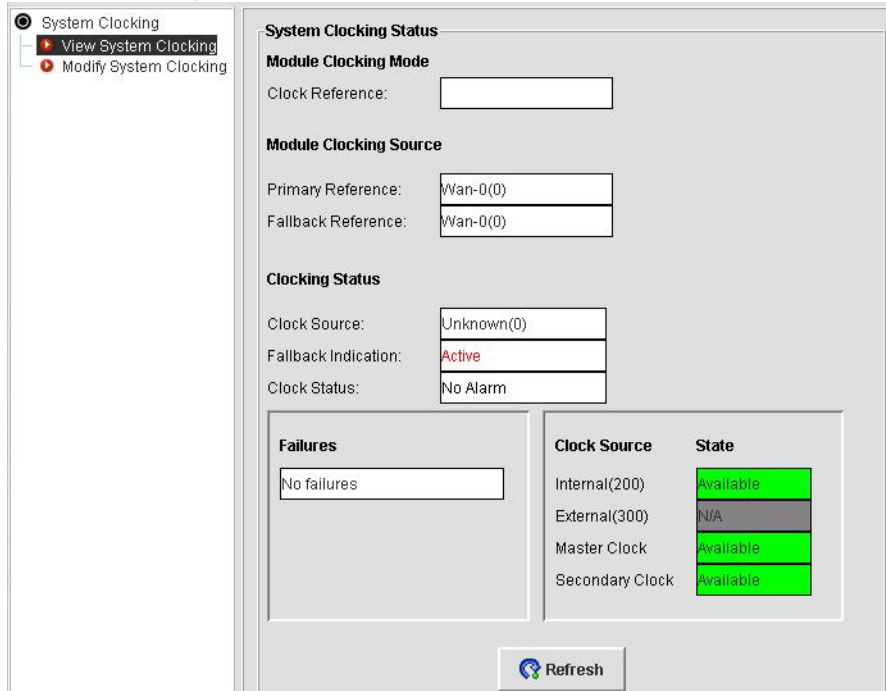 System Clocking
View System Clocking
Modify System Clocking
System Clocking Status
Module Clocking Mode
Clock Reference:
Module Clocking Source
Primary Reference: Wan-0(0)
Fallback Reference: Wan-0(0)
Clocking Status
Clock Source: Unknown(0)
Fallback Indication: Active
Clock Status: No Alarm
Failures
No failures
Clock Source State
Internal(200) Available
External(300) N/A
Master Clock Available
Secondary Clock Available
Refresh